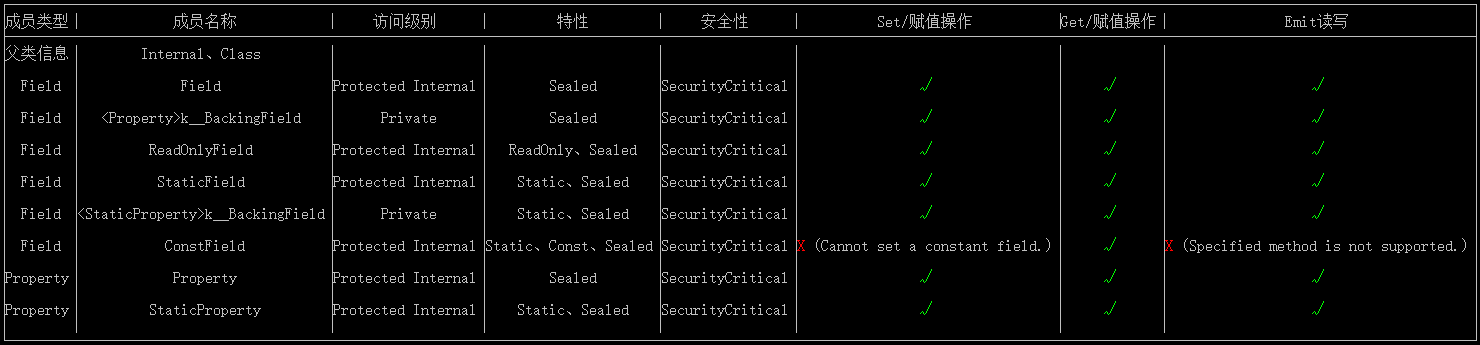 成员类型 成员名称 访问级别 特性 安全性 Set/赋值操作 Get/赋值操作 Emit读写
父类信息 Internal、Class
Field Field Protected Internal Sealed SecurityCritical √ √ √
Field <Property>k__BackingField Private Sealed SecurityCritical √ √ √
Field ReadOnlyField Protected Internal ReadOnly、Sealed SecurityCritical √ √ √
Field StaticField Protected Internal Static、Sealed SecurityCritical √ √ √
Field <StaticProperty>k__BackingField Private Static、Sealed SecurityCritical √ √ √
Field ConstField Protected Internal Static、Const、Sealed SecurityCritical X (Cannot set a constant field.) √ X (Specified method is not supported.)
Property Property Protected Internal Sealed SecurityCritical √ √ √
Property StaticProperty Protected Internal Static、Sealed SecurityCritical √ √ √